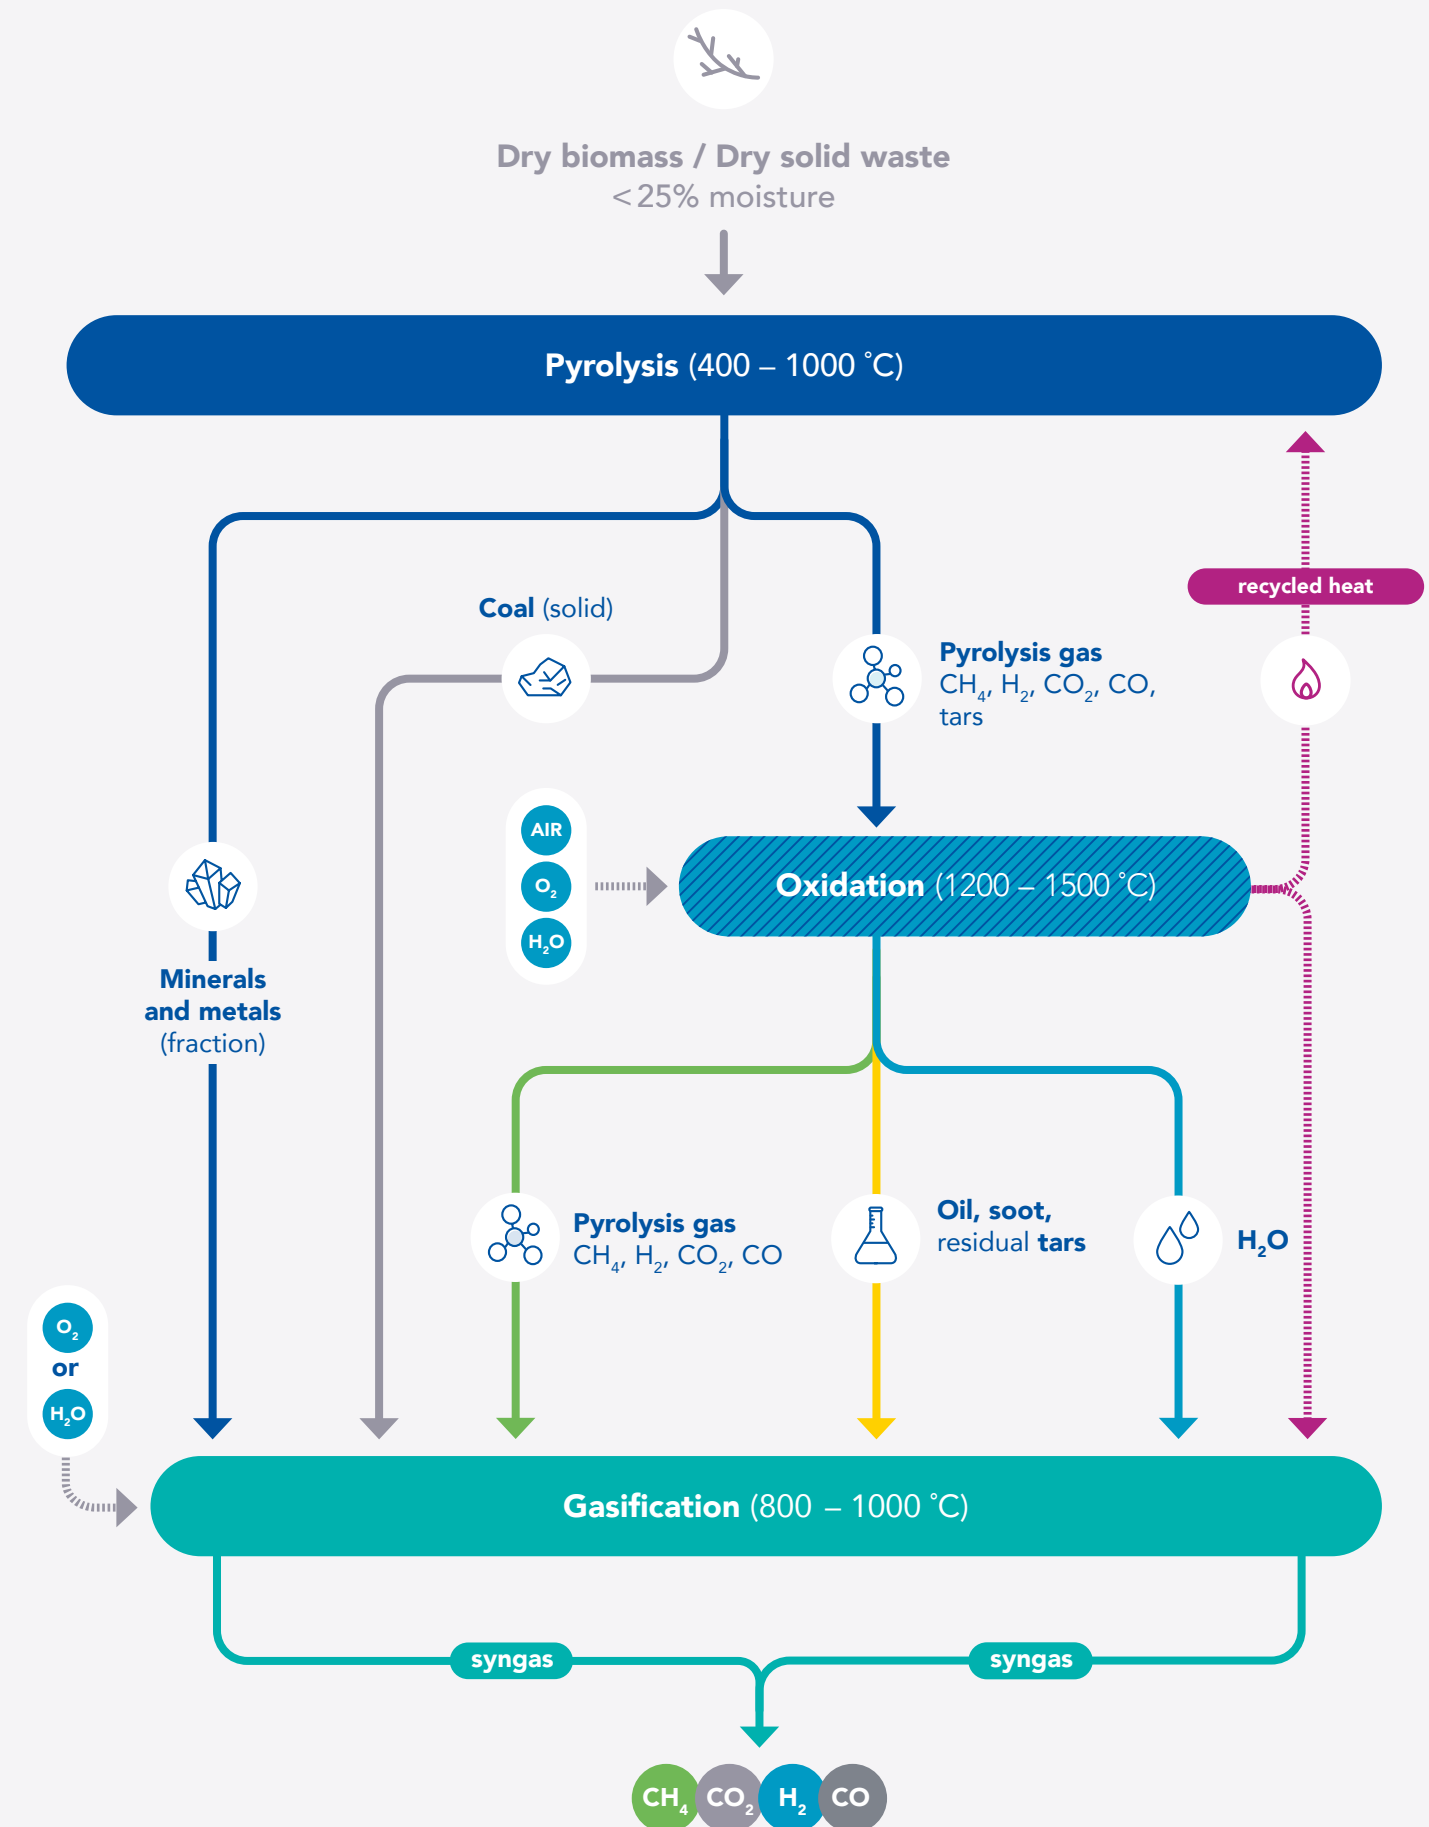 Dry biomass / Dry solid waste
<25% moisture
Pyrolysis (400 – 1000 ˚C)
recycled heat
Coal (solid)
Pyrolysis gas
CH₄, H₂, CO₂, CO,
tars
AIR
O₂
H₂O
Oxidation (1200 – 1500 ˚C)
Minerals
and metals
(fraction)
Pyrolysis gas
CH₄, H₂, CO₂, CO
Oil, soot,
residual tars
H₂O
O₂
or
H₂O
Gasification (800 – 1000 ˚C)
syngas
syngas
CH₄ CO₂ H₂ CO